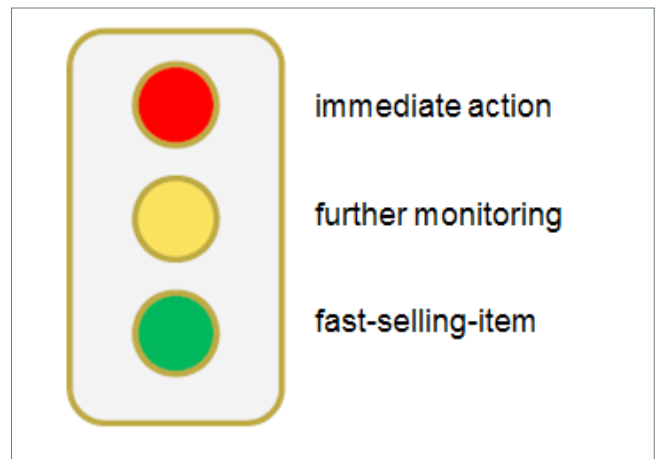 immediate action
further monitoring
fast-selling-item